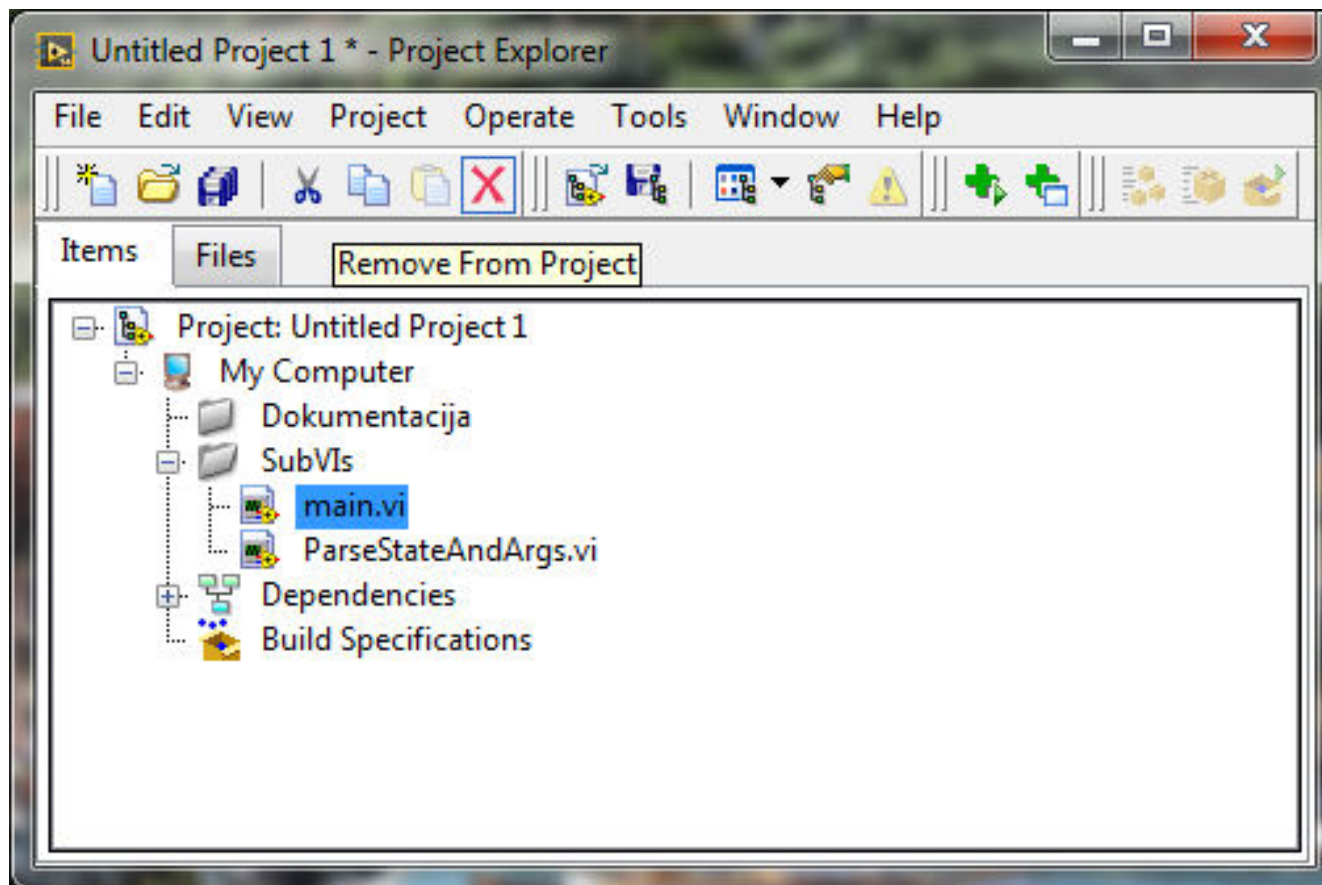 Untitled Project 1 * - Project Explorer
File Edit View Project Operate Tools Window Help
Items Files Remove From Project
Project: Untitled Project 1
My Computer
Dokumentacija
SubVIs
main.vi
ParseStateAndArgs.vi
Dependencies
Build Specifications